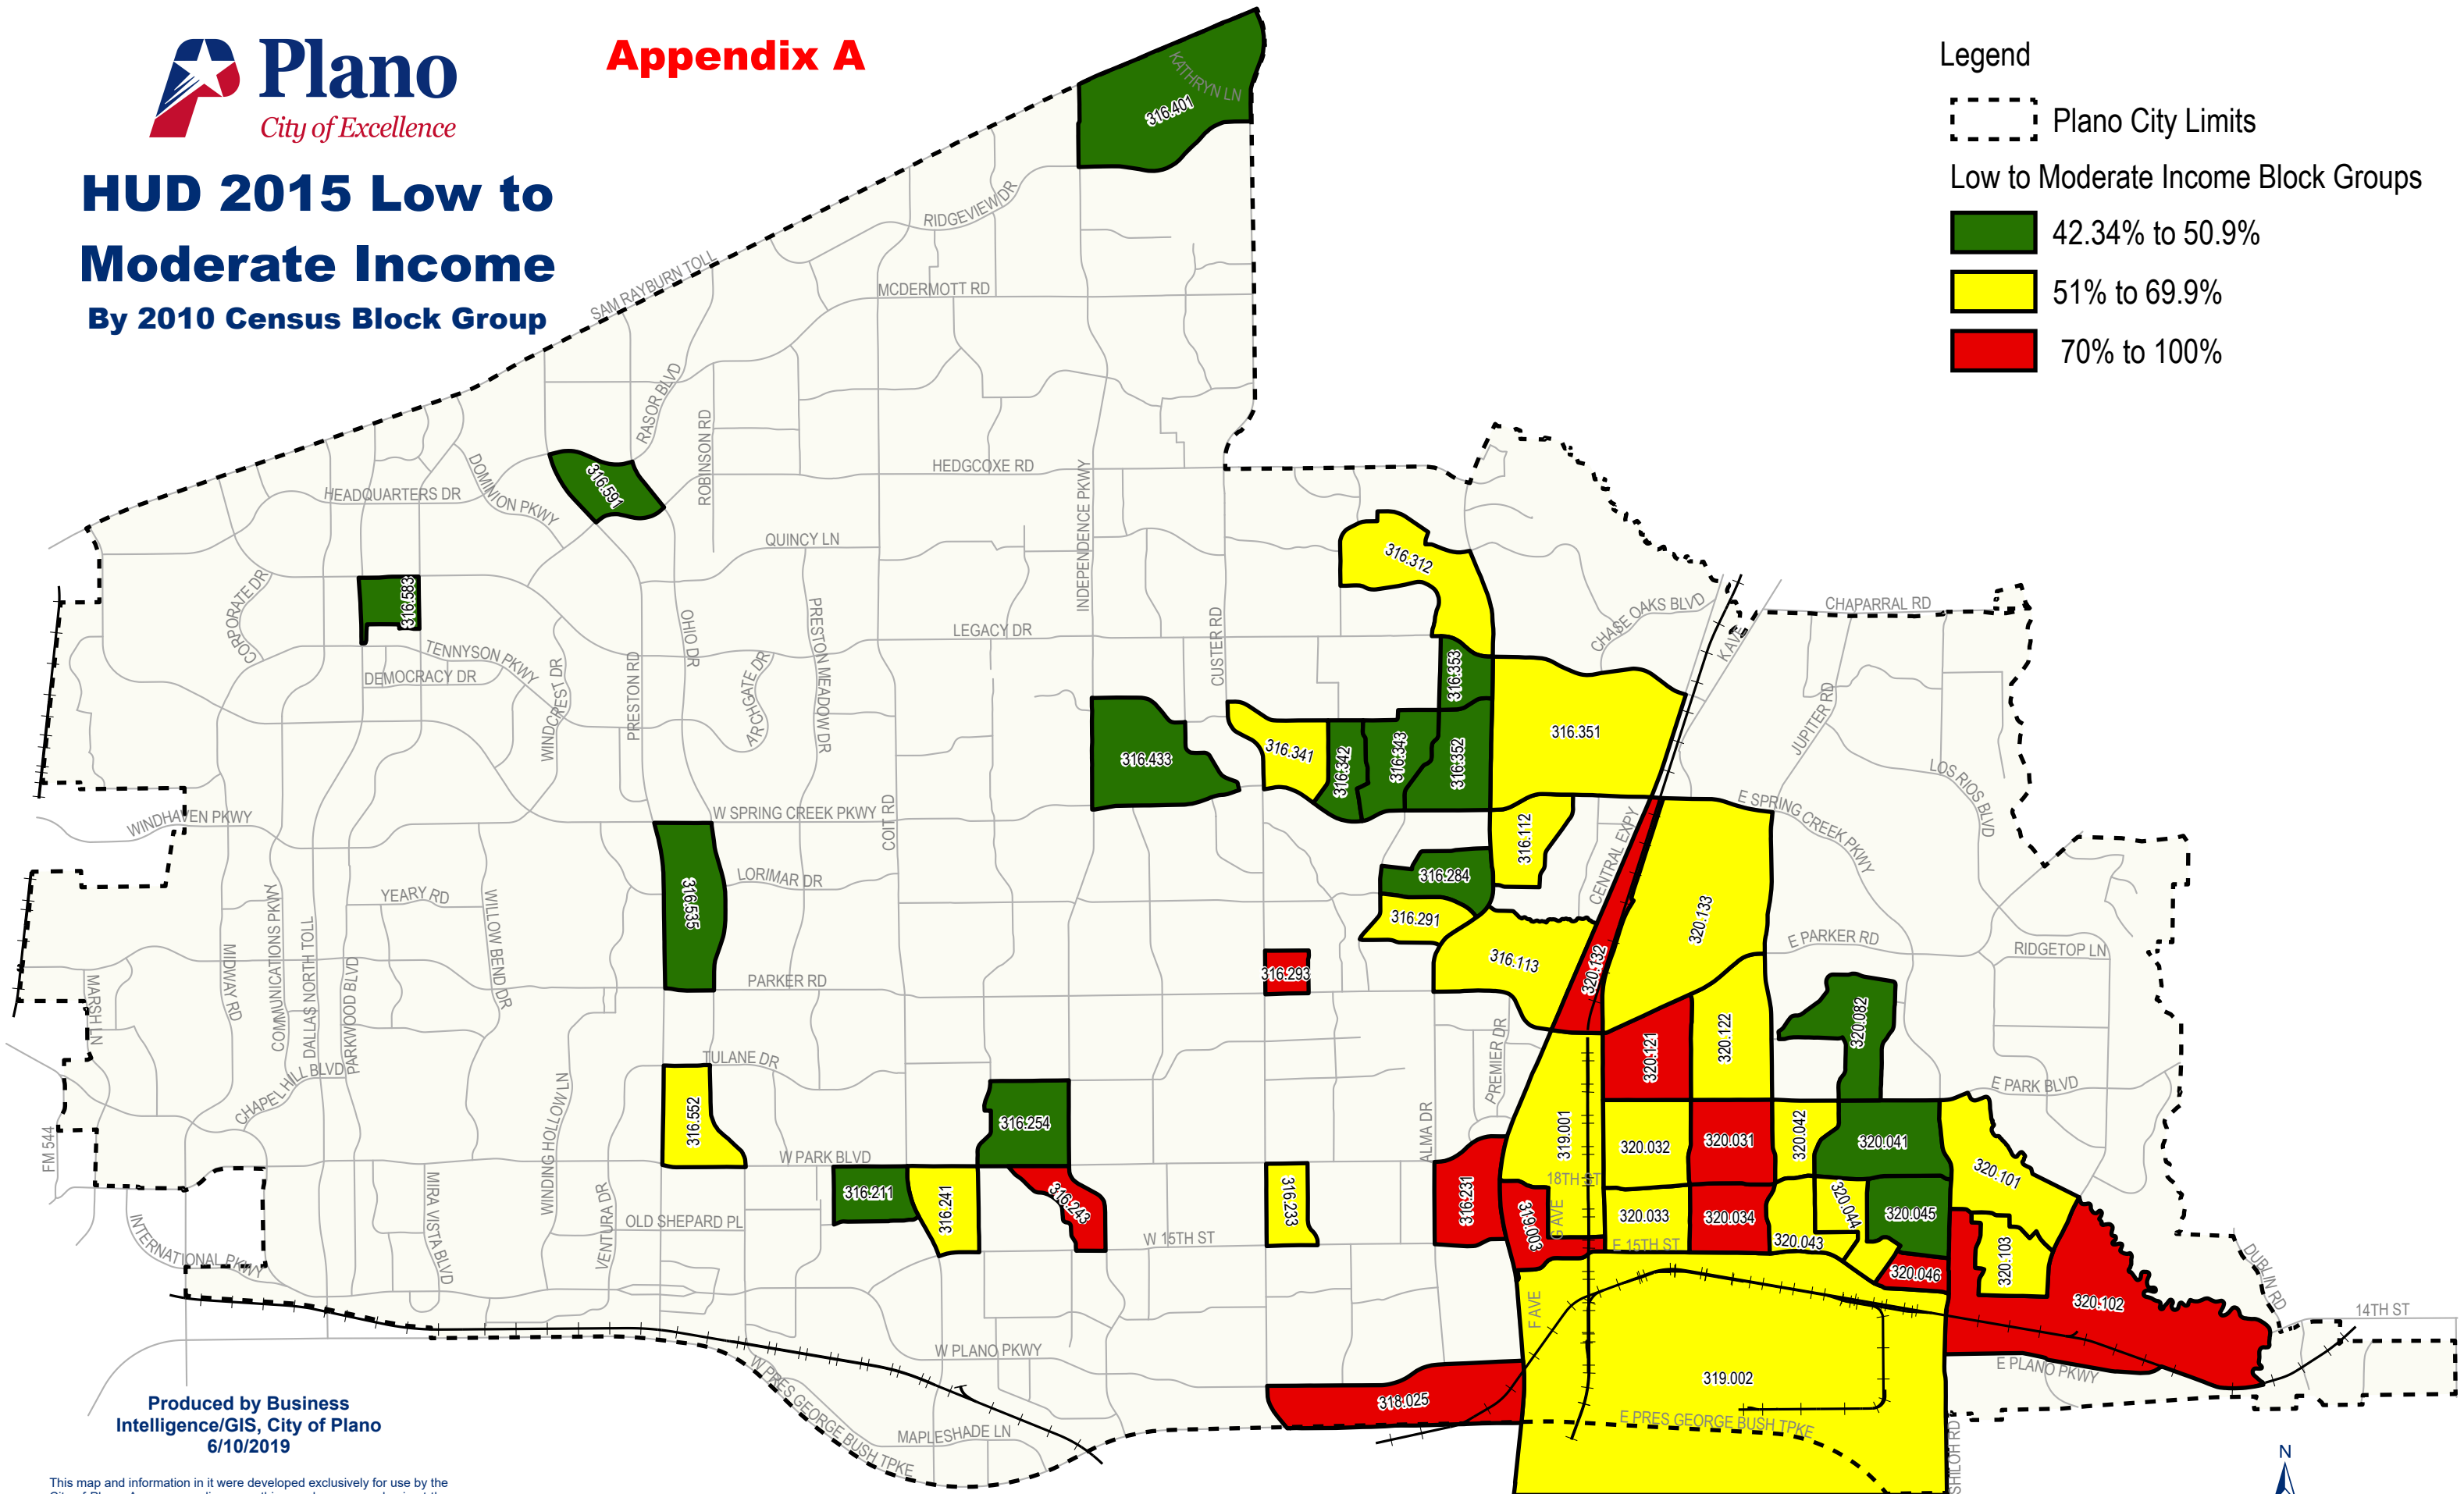 Plano
City of Excellence
Appendix A
HUD 2015 Low to
Moderate Income
By 2010 Census Block Group
Legend
Plano City Limits
Low to Moderate Income Block Groups
42.34% to 50.9%
51% to 69.9%
70% to 100%
KATHRYN LN
316.401
RIDGEVIEW DR
SAM RAYBURN TOLL
MCDERMOTT RD
RASOR BLVD
ROBINSON RD
HEDGCOXE RD
INDEPENDENCE PKWY
HEADQUARTERS DR
DOMINION PKWY
316.591
QUINCY LN
316.312
CORPORATE DR
316.583
TENNYSON PKWY
DEMOCRACY DR
WINDCREST DR
PRESTON RD
OHIO DR
ARCHGATE DR
PRESTON MEADOW DR
LEGACY DR
CUSTER RD
316.353
CHASE OAKS BLVD
K AVE
CHAPARRAL RD
JUPITER RD
LOS RIOS BLVD
316.433
316.341
316.342
316.343
316.352
316.351
WINDHAVEN PKWY
W SPRING CREEK PKWY
COIT RD
E SPRING CREEK PKWY
316.112
CENTRAL EXPY
316.535
LORIMAR DR
YEARY RD
WILLOW BEND DR
316.284
316.291
316.113
320.132
320.133
E PARKER RD
RIDGETOP LN
MARSH LN
MIDWAY RD
COMMUNICATIONS PKWY
DALLAS NORTH TOLL
PARKWOOD BLVD
PARKER RD
316.293
320.121
320.122
320.082
PREMIER DR
TULANE DR
CHAPEL HILL BLVD
E PARK BLVD
FM 544
WINDING HOLLOW LN
316.552
316.254
ALMA DR
319.001
320.032
320.031
320.042
320.041
W PARK BLVD
316.211
316.241
316.243
316.233
316.231
18TH ST
319.003
G AVE
320.033
320.034
320.044
320.045
320.101
320.043
INTERNATIONAL PKWY
MIRA VISTA BLVD
VENTURA DR
OLD SHEPARD PL
W 15TH ST
E 15TH ST
320.046
320.103
320.102
DUBLIN RD
14TH ST
F AVE
W PLANO PKWY
E PLANO PKWY
319.002
318.025
W PRES GEORGE BUSH TPKE
MAPLESHADE LN
E PRES GEORGE BUSH TPKE
SHILOH RD
Produced by Business
Intelligence/GIS, City of Plano
6/10/2019
This map and information in it were developed exclusively for use by the
N